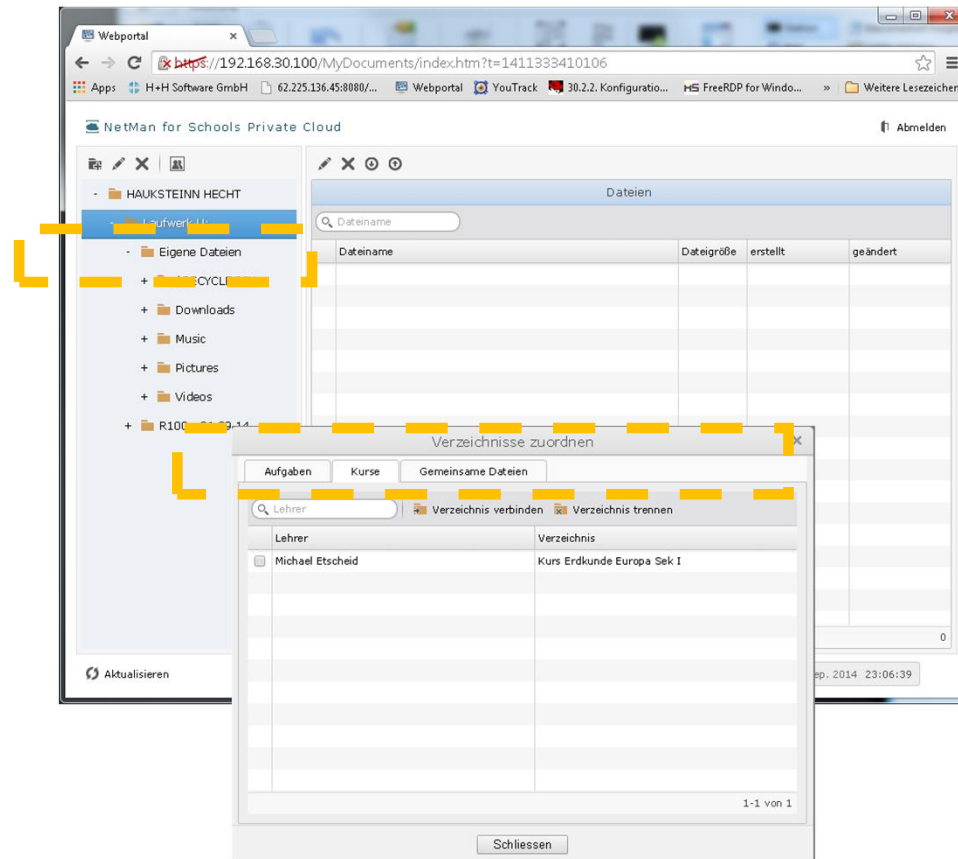 Webportal
https://192.168.30.100/MyDocuments/index.htm?t=1411333410106
Apps H+H Software GmbH 62.225.136.45:8080/... Webportal YouTrack 30.2.2. Konfiguratio... HS FreeRDP for Windo... » Weitere Lesezeichen
NetMan for Schools Private Cloud Abmelden
Dateien
- HAUKSTEINN HECHT
Dateiname
- Laufwerk U:
Dateiname Dateigröße erstellt geändert
- Eigene Dateien
+
+ Downloads
+ Music
+ Pictures
+ Videos
+
Verzeichnisse zuordnen
Aufgaben Kurse Gemeinsame Dateien
Lehrer Verzeichnis verbinden Verzeichnis trennen
Lehrer Verzeichnis
Michael Etscheid Kurs Erdkunde Europa Sek I
0
Aktualisieren 2014 23:06:39
1-1 von 1
Schliessen